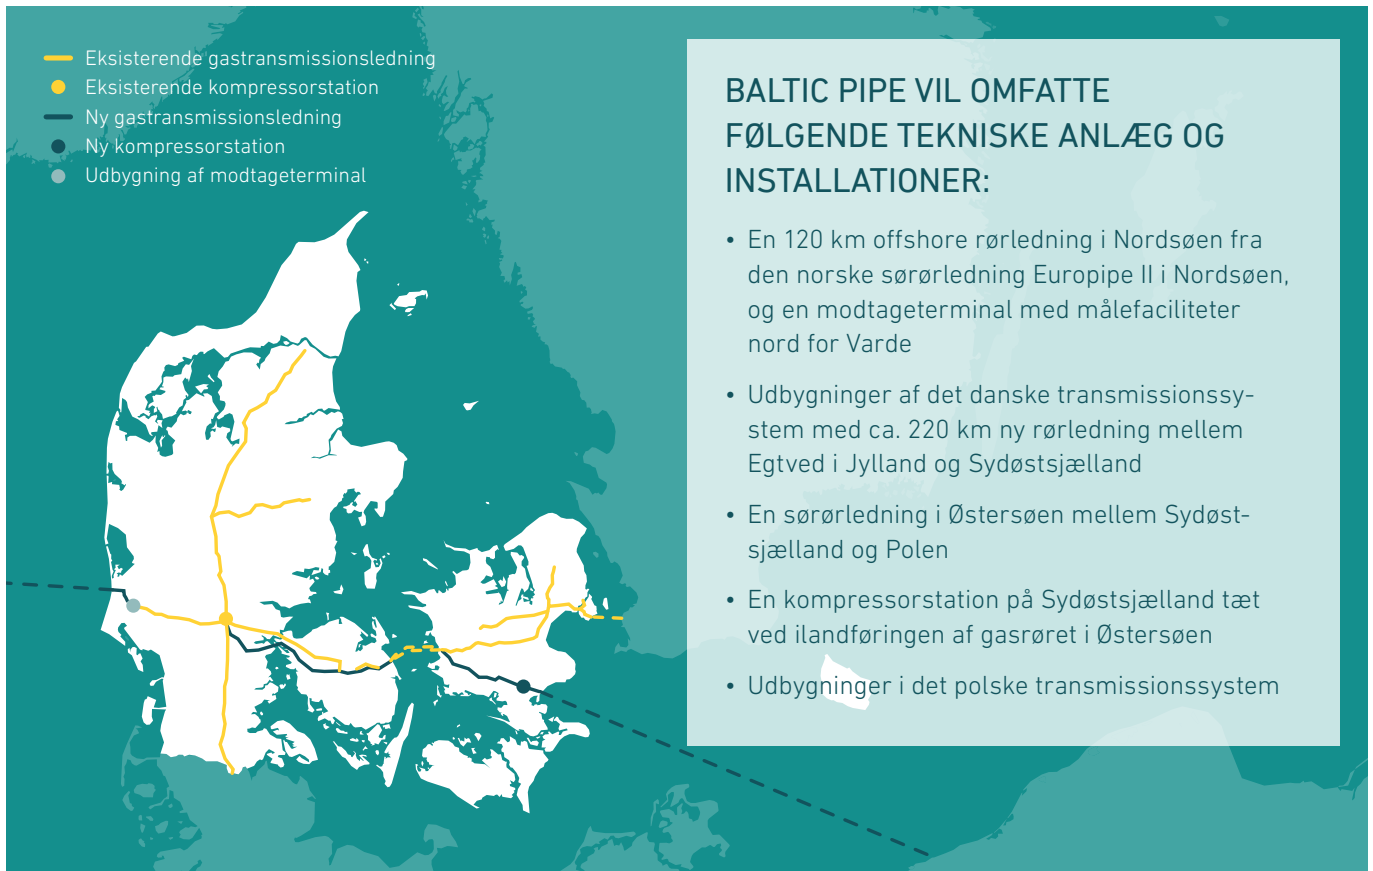 Eksisterende gastransmissionsledning
Eksisterende kompressorstation
Ny gastransmissionsledning
Ny kompressorstation
Udbygning af modtageterminal
BALTIC PIPE VIL OMFATTE
FØLGENDE TEKNISKE ANLÆG OG
INSTALLATIONER:
• En 120 km offshore rørledning i Nordsøen fra
den norske sørørledning Europipe II i Nordsøen,
og en modtageterminal med målefaciliteter
nord for Varde
• Udbygninger af det danske transmissionssy-
stem med ca. 220 km ny rørledning mellem
Egtved i Jylland og Sydøstsjælland
• En sørørledning i Østersøen mellem Sydøst-
sjælland og Polen
• En kompressorstation på Sydøstsjælland tæt
ved ilandføringen af gasrøret i Østersøen
• Udbygninger i det polske transmissionssystem